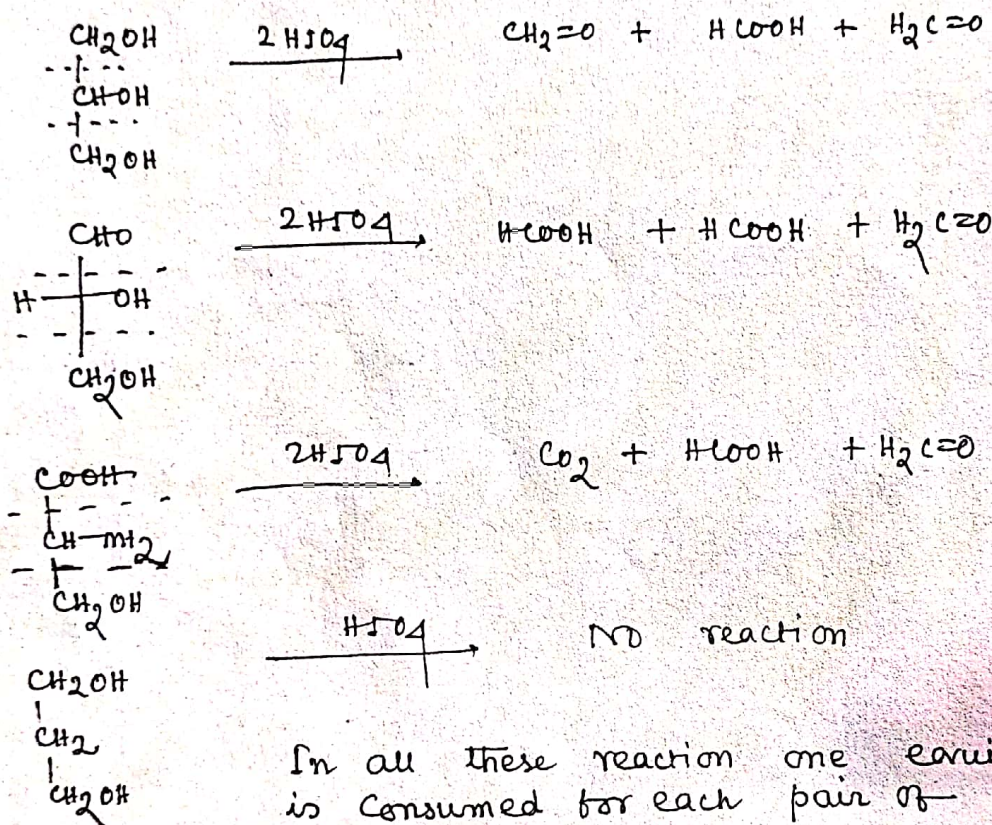 CH2OH 2HIO4 CH2=O + HCOOH + H2C=O
CHOH
CH2OH
CHO 2HIO4 HCOOH + HCOOH + H2C=O
H OH
CH2OH
COOH 2HIO4 CO2 + HCOOH + H2C=O
CH-NH2
CH2OH
HIO4 No reaction
CH2OH
CH2
CH2OH
In all these reaction one
is consumed for each pair of